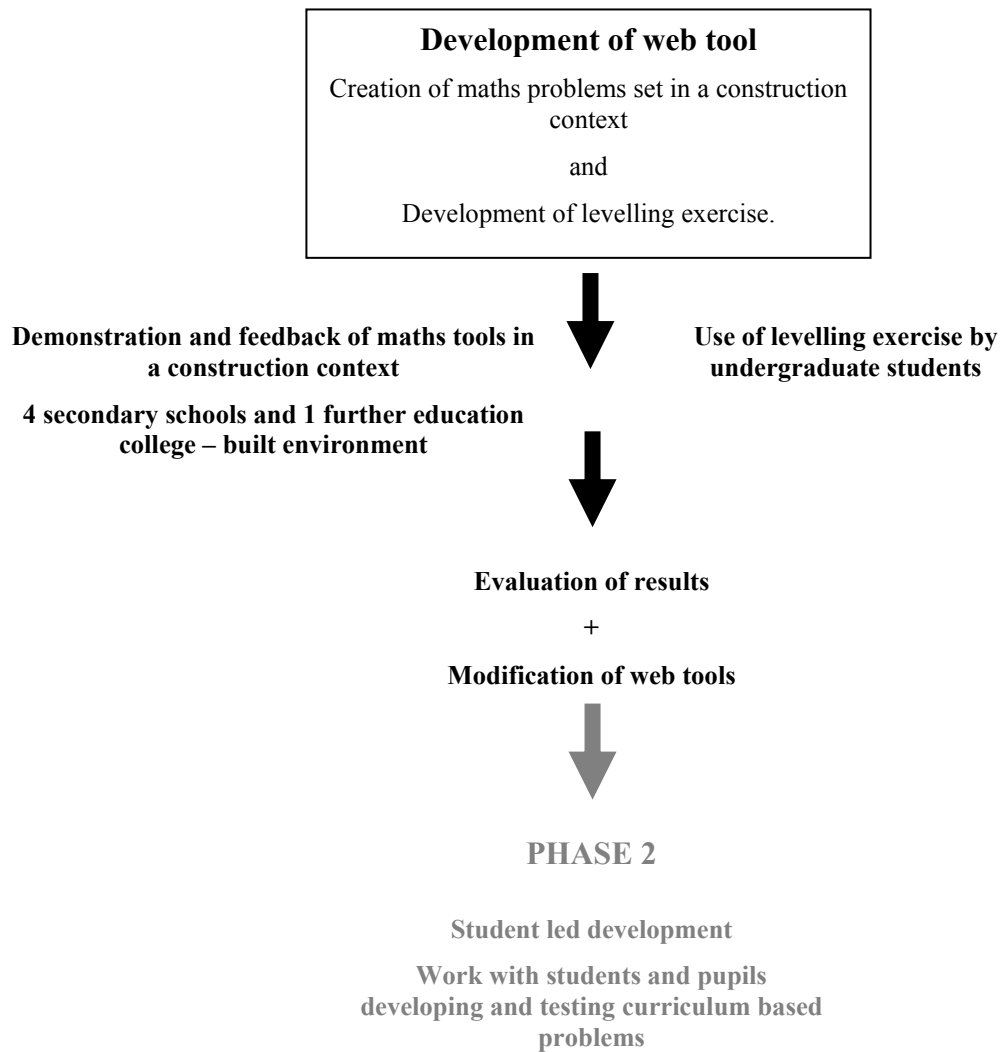 Development of web tool
Creation of maths problems set in a construction
context
and
Development of levelling exercise.
Demonstration and feedback of maths tools in
a construction context
4 secondary schools and 1 further education
college – built environment
Use of levelling exercise by
undergraduate students
Evaluation of results
+
Modification of web tools
PHASE 2
Student led development
Work with students and pupils
developing and testing curriculum based
problems